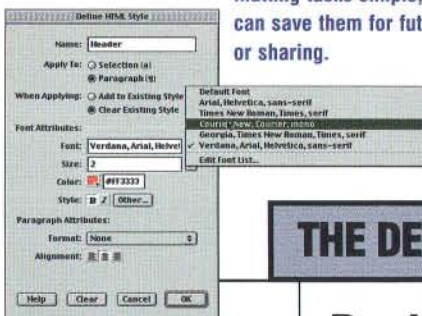 making tasks simple,
can save them for fut
or sharing.
Define HTML Style
Name: Header
Apply To: Selection (a)
Paragraph (¶)
When Applying: Add to Existing Style
Clear Existing Style
Font Attributes:
Font: Verdana, Arial, Helvet
Size: 2
Color: #FF3333
Style: B I Other...
Paragraph Attributes:
Format: None
Alignment:
Help Clear Cancel OK
Default Font
Arial, Helvetica, sans-serif
Times New Roman, Times, serif
Courier New, Courier, mono
Georgia, Times New Roman, Times, serif
✓ Verdana, Arial, Helvetica, sans-serif
Edit Font List...
THE DE